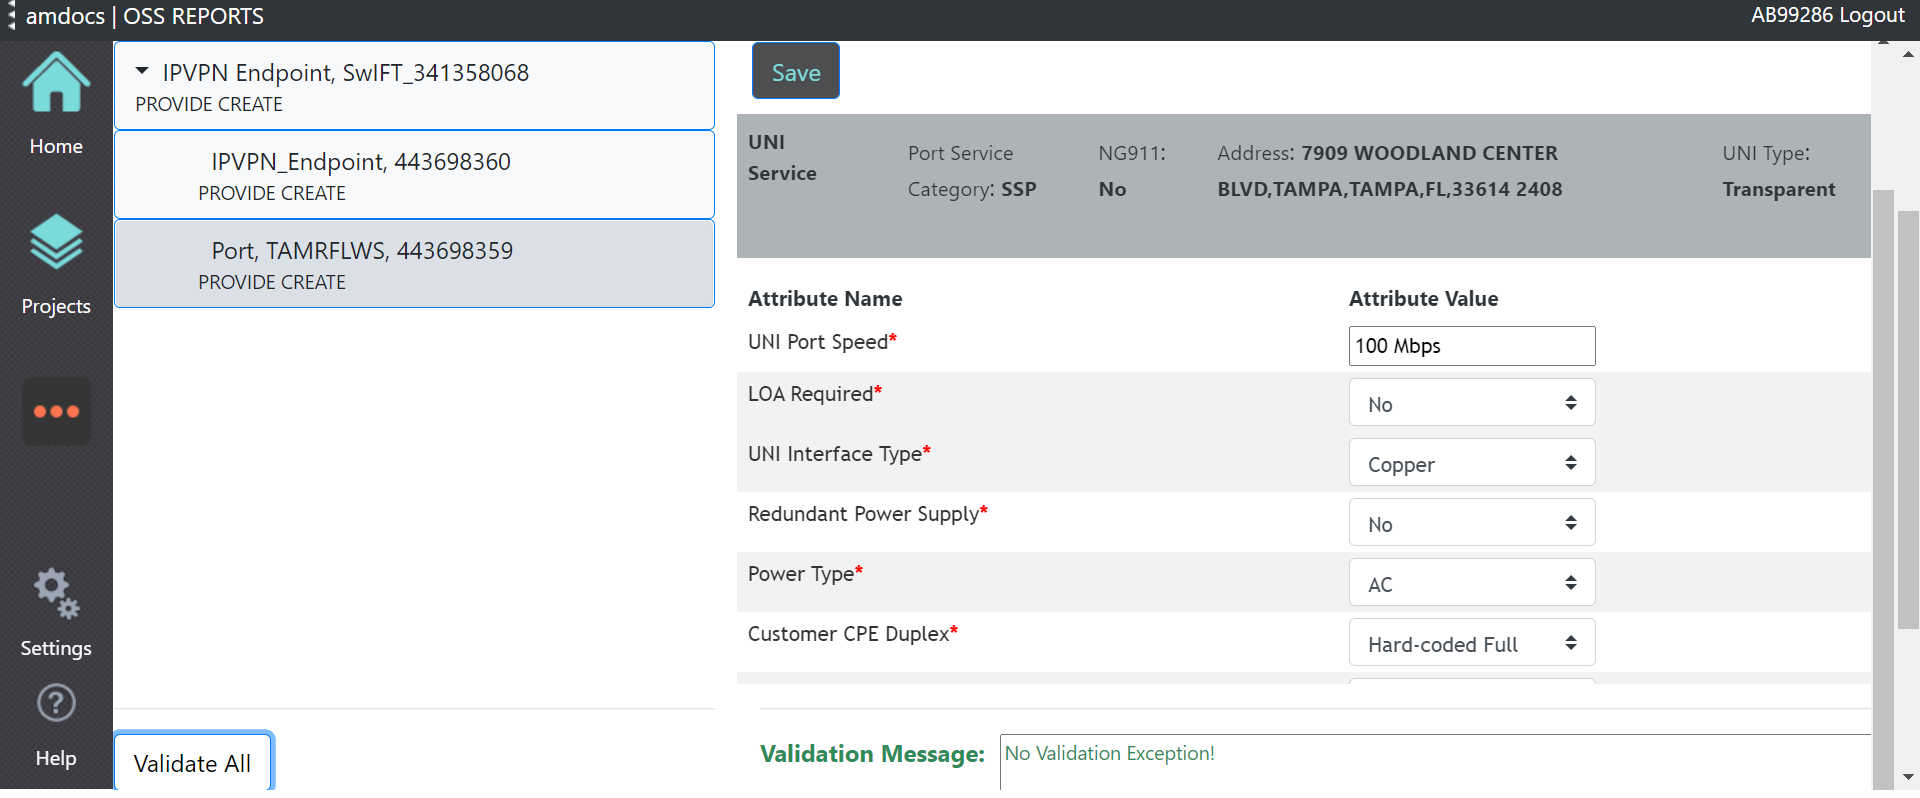 amdocs | OSS REPORTS
AB99286 Logout
Home
Projects
Settings
Help
IPVPN Endpoint, SwIFT_341358068
PROVIDE CREATE
IPVPN_Endpoint, 443698360
PROVIDE CREATE
Port, TAMRFLWS, 443698359
PROVIDE CREATE
Validate All
Save
UNI
Service
Port Service
Category: SSP
NG911:
No
Address: 7909 WOODLAND CENTER
BLVD,TAMPA,TAMPA,FL,33614 2408
UNI Type:
Transparent
Attribute Name Attribute Value
UNI Port Speed* 100 Mbps
LOA Required* No
UNI Interface Type* Copper
Redundant Power Supply* No
Power Type* AC
Customer CPE Duplex* Hard-coded Full
Validation Message: No Validation Exception!